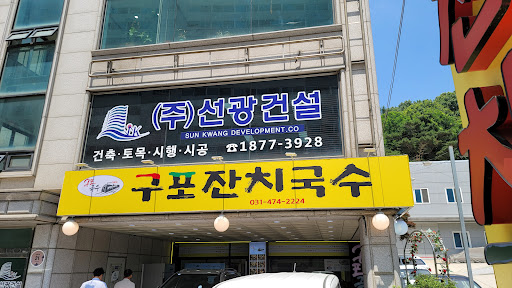 (주)선광건설
SUN KWANG DEVELOPMENT.CO
건축·토목·시행·시공 ☎1877-3928
구포잔치국수
031-474-2224